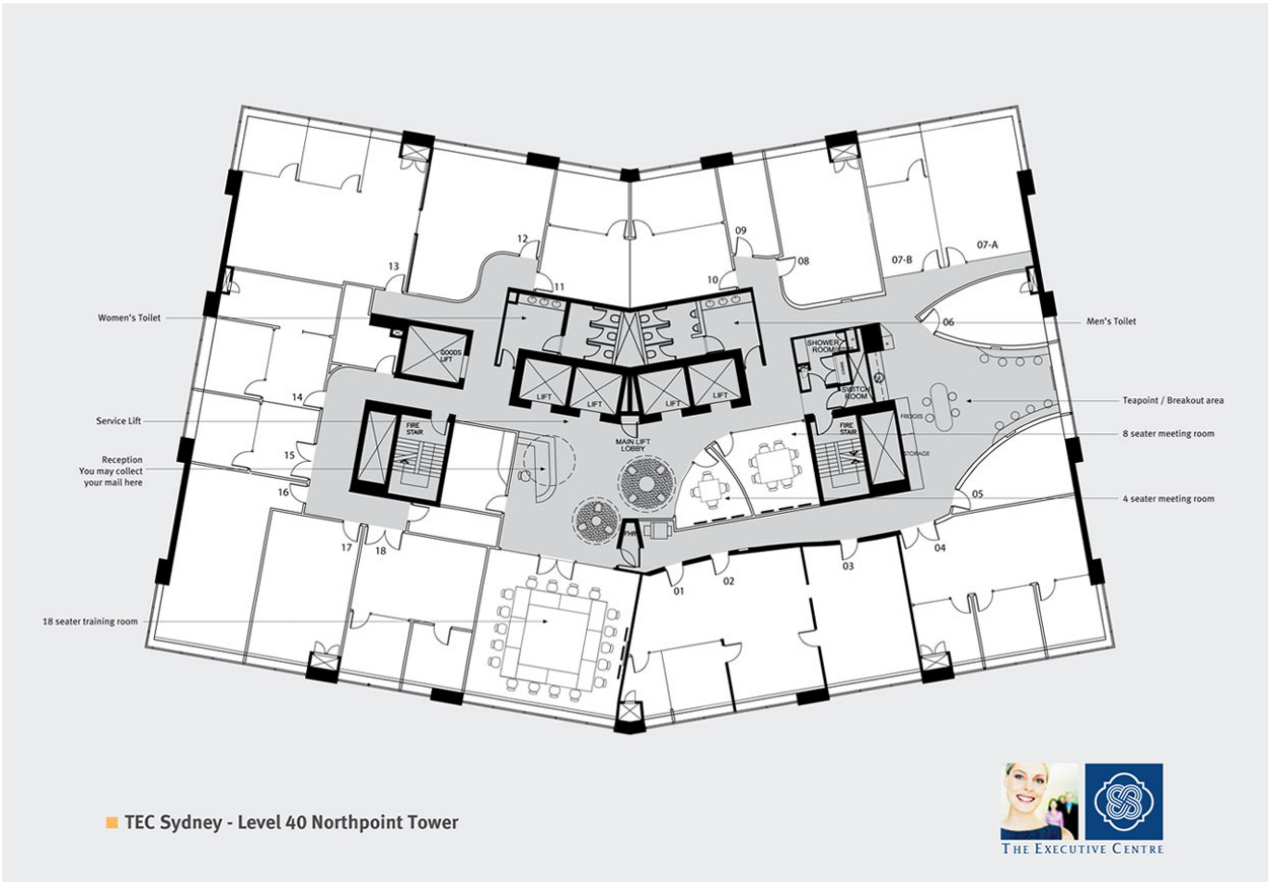 12
09
07-A
08
07-B
13
10
11
Women's Toilet
06
Men's Toilet
SHOWER
ROOM
GOODS
LIFT
SWITCH
ROOM
LIFT
LIFT
LIFT
LIFT
14
Teapoint / Breakout area
FRIDGES
Service Lift
FIRE
STAIR
FIRE
STAIR
8 seater meeting room
MAIN LIFT
LOBBY
STORAGE
15
Reception
You may collect
your mail here
16
05
4 seater meeting room
FHR
17
18
04
03
02
01
18 seater training room
TEC Sydney - Level 40 Northpoint Tower
THE EXECUTIVE CENTRE